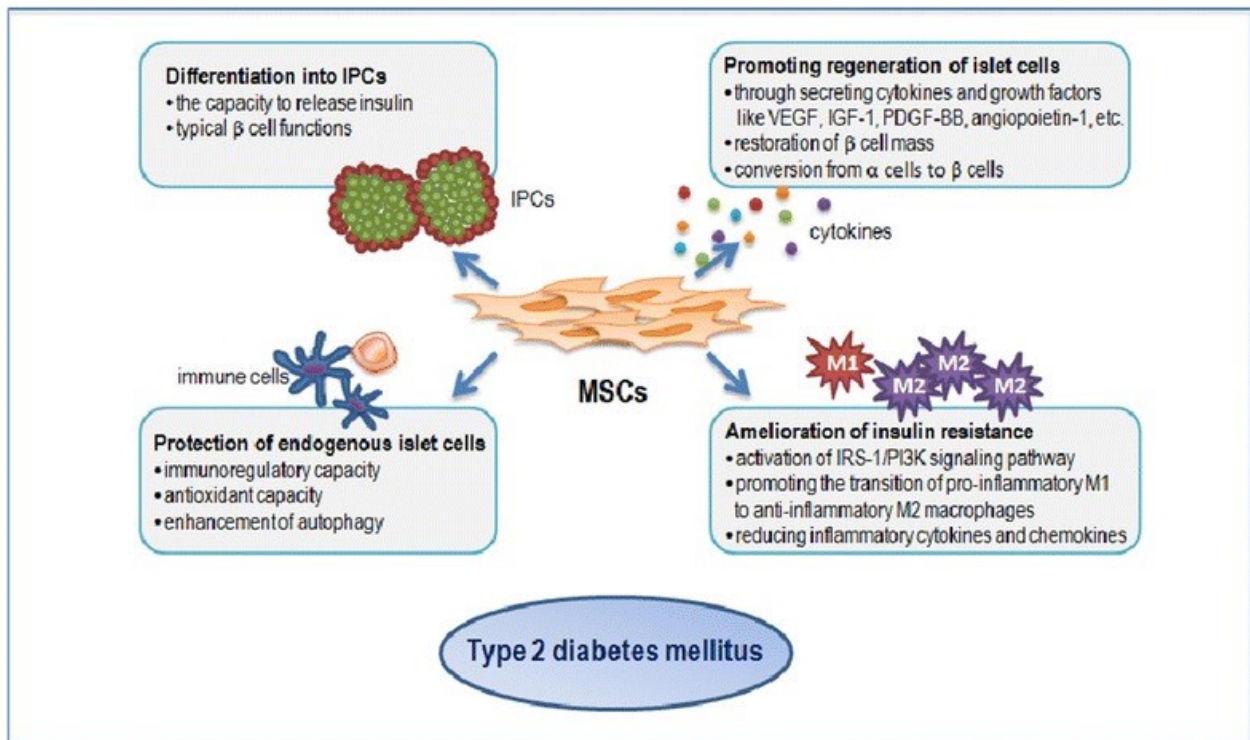 Differentiation into IPCs
• the capacity to release insulin
• typical β cell functions
IPCs
Promoting regeneration of islet cells
• through secreting cytokines and growth factors
like VEGF, IGF-1, PDGF-BB, angiopoietin-1, etc.
• restoration of β cell mass
• conversion from α cells to β cells
cytokines
MSCs
immune cells
Protection of endogenous islet cells
• immunoregulatory capacity
• antioxidant capacity
• enhancement of autophagy
M1
M2
M2
M2
Amelioration of insulin resistance
• activation of IRS-1/PI3K signaling pathway
• promoting the transition of pro-inflammatory M1
to anti-inflammatory M2 macrophages
• reducing inflammatory cytokines and chemokines
Type 2 diabetes mellitus